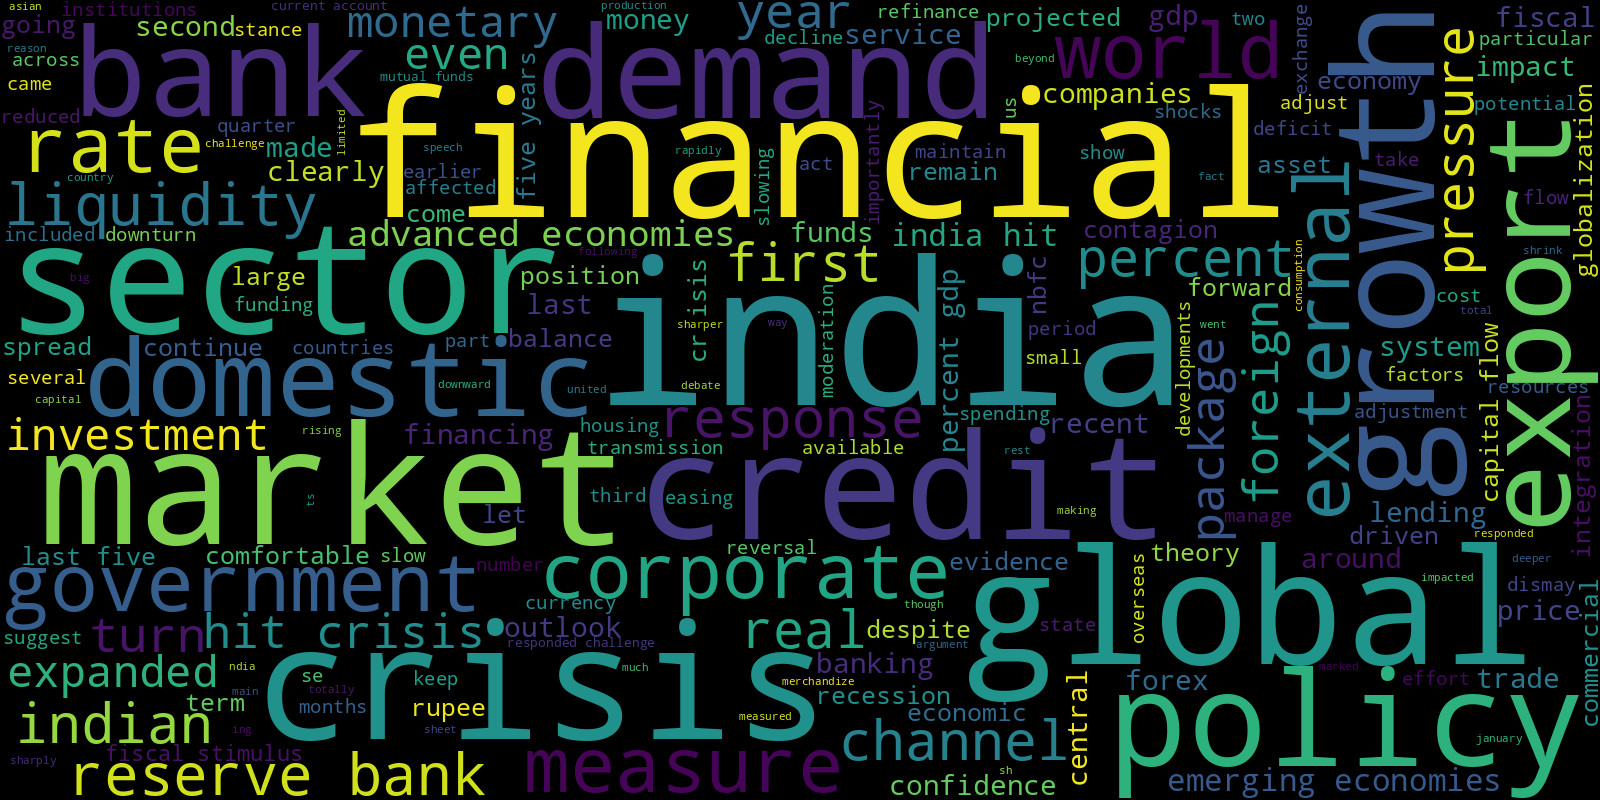 asian
institutions
current account
production
going
second
stance
monetary
money
year
refinance
projected
gdp
two
fiscal
reason
across
came
bank
even
mutual funds
demand
decline
service
beyond
world
exchange
economy
growth
pressure
particular
impact
potential
reduced
rate
quarter
challenge
made
limited
clearly
financial
speech
earlier
affected
five years
rapidly
slowing
act
importantly
maintain
remain
us
companies
shocks
show
fact
adjust
deficit
asset
take
export
globalization
flow
country
liquidity
come
included
downturn
advanced economies
following
funds
india hit
contagion
percent
external
shrink
sector
big
large
funding
position
last
first
crisis
sharper
way
india
moderation
percent gdp
nbfc
period
small
forward
consumption
foreign
cost
total
spread
continue
countries
part
balance
several
capital
domestic
downward
united
debate
developments
package
system
factors
resources
capital flow
adjustment
integration
investment
rising
financing
housing
transmission
response
available
spending
recent
rest
market
ts
third
easing
let
credit
making
manage
lending
driven
responded
last five
comfortable
slow
number
corporate
reversal
evidence
overseas
theory
around
impacted
deeper
dismay
price
commercial
government
currency
though
suggest
turn
hit crisis
outlook
responded challenge
real
despite
argument
state
global
expanded
ndia
se
keep
much
banking
merchandize
recession
forex
marked
effort
trade
term
main
totally
months
rupee
crisis
measured
economic
central
policy
january
indian
ing
sheet
channel
sharply
fiscal stimulus
reserve bank
measure
sh
confidence
emerging economies